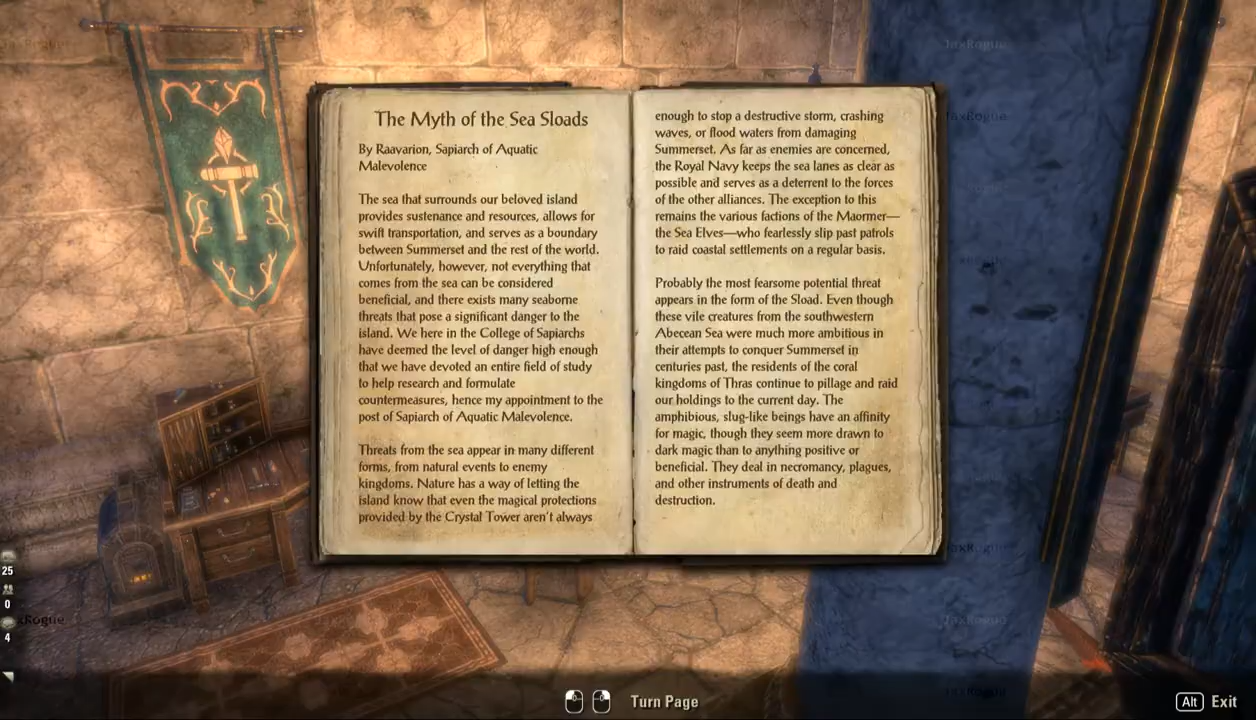 The Myth of the Sea Sloads
By Raavarion, Sapiarch of Aquatic
Malevolence
The sea that surrounds our beloved island
provides sustenance and resources, allows for
swift transportation, and serves as a boundary
between Summerset and the rest of the world.
Unfortunately, however, not everything that
comes from the sea can be considered
beneficial, and there exists many seaborne
threats that pose a significant danger to the
island. We here in the College of Sapiarchs
have deemed the level of danger high enough
that we have devoted an entire field of study
to help research and formulate
countermeasures, hence my appointment to the
post of Sapiarch of Aquatic Malevolence.
Threats from the sea appear in many different
forms, from natural events to enemy
kingdoms. Nature has a way of letting the
island know that even the magical protections
provided by the Crystal Tower aren't always
enough to stop a destructive storm, crashing
waves, or flood waters from damaging
Summerset. As far as enemies are concerned,
the Royal Navy keeps the sea lanes as clear as
possible and serves as a deterrent to the forces
of the other alliances. The exception to this
remains the various factions of the Maormer—
the Sea Elves—who fearlessly slip past patrols
to raid coastal settlements on a regular basis.
Probably the most fearsome potential threat
appears in the form of the Sload. Even though
these vile creatures from the southwestern
Abecean Sea were much more ambitious in
their attempts to conquer Summerset in
centuries past, the residents of the coral
kingdoms of Thras continue to pillage and raid
our holdings to the current day. The
amphibious, slug-like beings have an affinity
for magic, though they seem more drawn to
dark magic than to anything positive or
beneficial. They deal in necromancy, plagues,
and other instruments of death and
destruction.
JaxRogue
JaxRogue
JaxRogue
JaxRogue
JaxRogue
JaxRogue
25
0
xRogue
4
Turn Page
Alt Exit